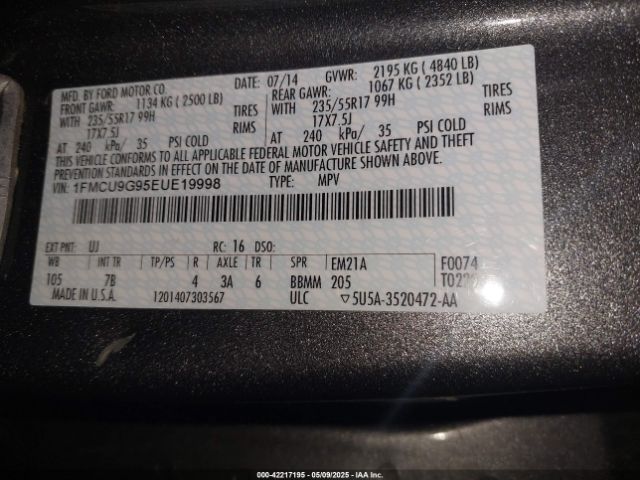 MFD. BY FORD MOTOR CO. DATE: 07/14 GVWR: 2195 KG ( 4840 LB)
FRONT GAWR: 1134 KG ( 2500 LB) REAR GAWR: 1067 KG ( 2352 LB)
WITH 235/55R17 99H TIRES WITH 235/55R17 99H TIRES
17X7.5J RIMS 17X7.5J RIMS
AT 240 kPa/ 35 PSI COLD AT 240 kPa/ 35 PSI COLD
THIS VEHICLE CONFORMS TO ALL APPLICABLE FEDERAL MOTOR VEHICLE SAFETY AND THEFT
PREVENTION STANDARDS IN EFFECT ON THE DATE OF MANUFACTURE SHOWN ABOVE.
VIN: 1FMCU9G95EUE19998 TYPE: MPV
EXT PNT: UJ RC: 16 DSO:
WB INT TR TP/PS R AXLE TR SPR EM21A F0074
105 7B 4 3A 6 BBMM 205
MADE IN U.S.A. 1201407303567 ULC ▽5U5A-3520472-AA
000-42217195 - 05/09/2025 - IAA Inc.